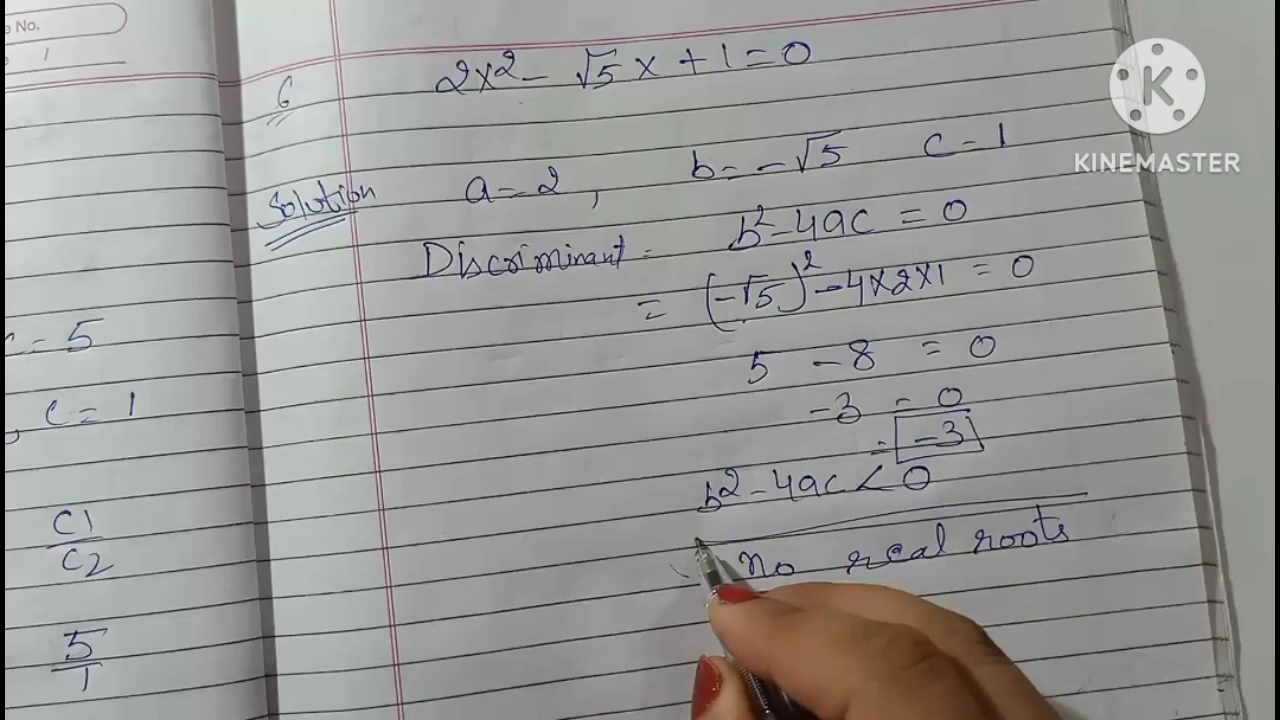 e No.
1
6
2x² - √5 x + 1 = 0
K
KINEMASTER
Solution
a = 2 , b = -√5 c = 1
Discriminant = b² - 4ac = 0
= (-√5)² - 4×2×1 = 0
5 - 8 = 0
-3 = 0
= -3
b² - 4ac < 0
No real roots
= 5
c = 1
C1
C2
5
1